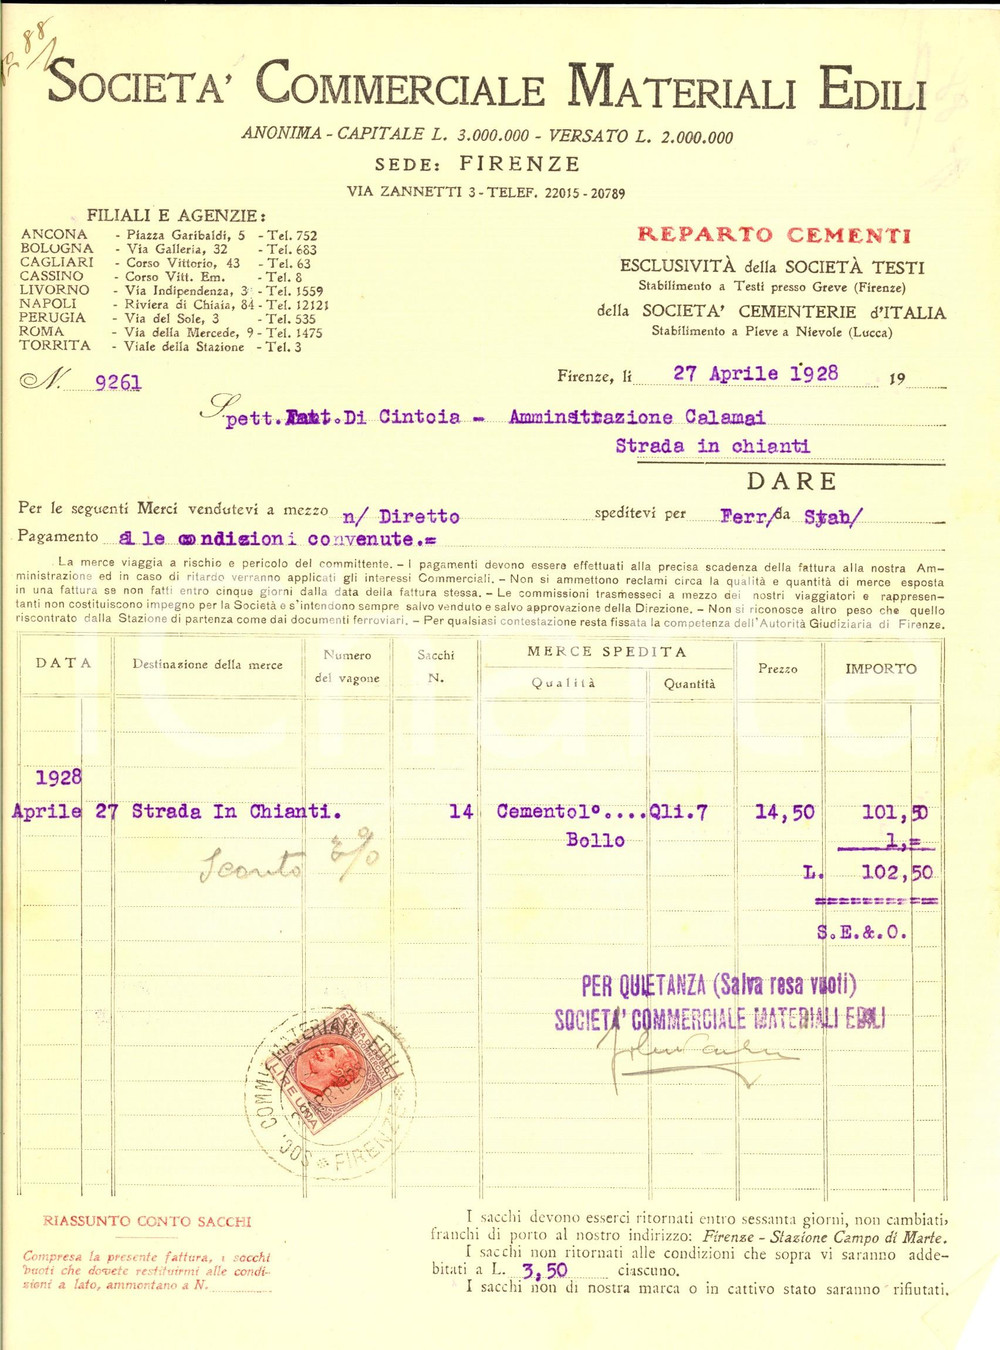 88
SOCIETA' COMMERCIALE MATERIALI EDILI
ANONIMA - CAPITALE L. 3.000.000 - VERSATO L. 2.000.000
SEDE: FIRENZE
VIA ZANNETTI 3 - TELEF. 22015 - 20789
FILIALI E AGENZIE:
ANCONA - Piazza Garibaldi, 5 - Tel. 752
BOLOGNA - Via Galleria, 32 - Tel. 683
CAGLIARI - Corso Vittorio, 43 - Tel. 63
CASSINO - Corso Vitt. Em. - Tel. 8
LIVORNO - Via Indipendenza, 3 - Tel. 1559
NAPOLI - Riviera di Chiaia, 84 - Tel. 12121
PERUGIA - Via del Sole, 3 - Tel. 535
ROMA - Via della Mercede, 9 - Tel. 1475
TORRITA - Viale della Stazione - Tel. 3
REPARTO CEMENTI
ESCLUSIVITÀ della SOCIETÀ TESTI
Stabilimento a Testi presso Greve (Firenze)
della SOCIETA' CEMENTERIE d'ITALIA
Stabilimento a Pieve a Nievole (Lucca)
N. 9261
Firenze, li 27 Aprile 1928 19
Spett. Fatt. Di Cintoia - Amministrazione Calamai
Strada in chianti
DARE
Per le seguenti Merci vendutevi a mezzo n/ Diretto speditevi per Ferr/da Stab/
Pagamento alle condizioni convenute.=
La merce viaggia a rischio e pericolo del committente. - I pagamenti devono essere effettuati alla precisa scadenza della fattura alla nostra Am-
ministrazione ed in caso di ritardo verranno applicati gli interessi Commerciali. - Non si ammettono reclami circa la qualità e quantità di merce esposta
in una fattura se non fatti entro cinque giorni dalla data della fattura stessa. - Le commissioni trasmesseci a mezzo dei nostri viaggiatori e rappresen-
tanti non costituiscono impegno per la Società e s'intendono sempre salvo venduto e salvo approvazione della Direzione. - Non si riconosce altro peso che quello
riscontrato dalla Stazione di partenza come dai documenti ferroviari. - Per qualsiasi contestazione resta fissata la competenza dell'Autorità Giudiziaria di Firenze.
DATA Destinazione della merce Numero del vagone Sacchi N. MERCE SPEDITA Qualità Quantità Prezzo IMPORTO
1928
Aprile 27 Strada In Chianti. 14 Cemento1°.... Qli.7 14,50 101,50
Bollo 1,=
Sconto 3%
L. 102,50
S.E.&.O.
PER QUIETANZA (Salva resa vuoti)
SOCIETA' COMMERCIALE MATERIALI EDILI
SOC. COMM. MATERIALI EDILI
* FIRENZE *
LIRE UNA
RIASSUNTO CONTO SACCHI
Compresa la presente fattura, i sacchi
vuoti che dovete restituirmi alle condi-
zioni a lato, ammontano a N.
I sacchi devono esserci ritornati entro sessanta giorni, non cambiati,
franchi di porto al nostro indirizzo: Firenze - Stazione Campo di Marte.
I sacchi non ritornati alle condizioni che sopra vi saranno adde-
bitati a L. 3,50 ciascuno.
I sacchi non di nostra marca o in cattivo stato saranno rifiutati.